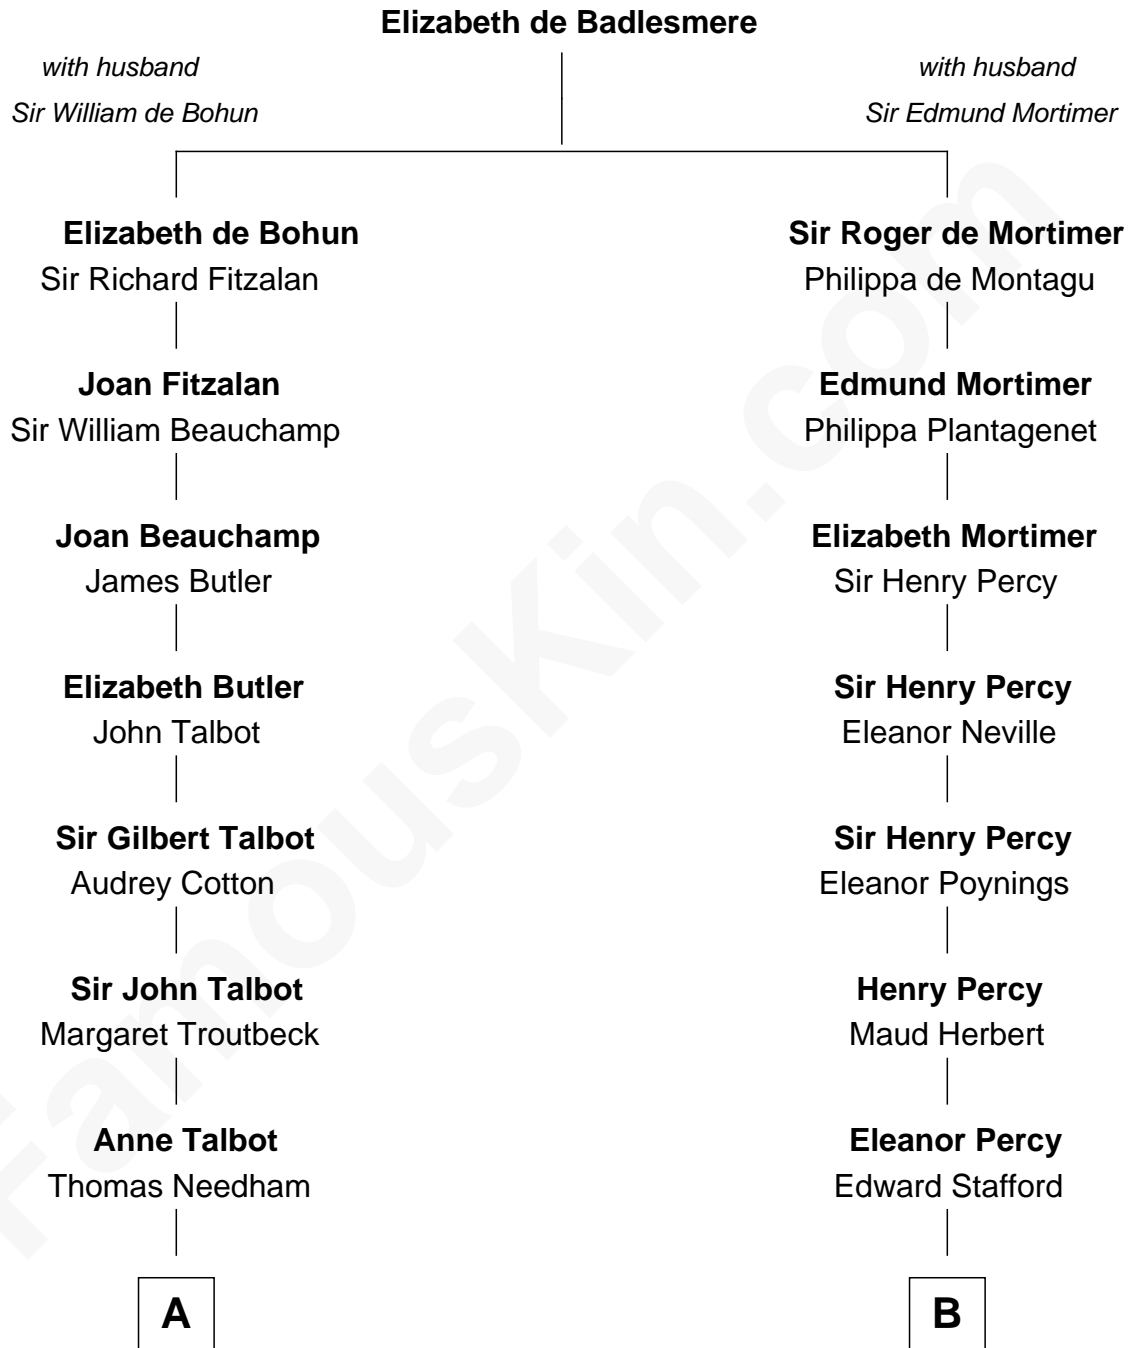 Elizabeth de Badlesmere
with husband
Sir William de Bohun
with husband
Sir Edmund Mortimer
Elizabeth de Bohun
Sir Richard Fitzalan
Sir Roger de Mortimer
Philippa de Montagu
Joan Fitzalan
Sir William Beauchamp
Edmund Mortimer
Philippa Plantagenet
Joan Beauchamp
James Butler
Elizabeth Mortimer
Sir Henry Percy
Elizabeth Butler
John Talbot
Sir Henry Percy
Eleanor Neville
Sir Gilbert Talbot
Audrey Cotton
Sir Henry Percy
Eleanor Poynings
Sir John Talbot
Margaret Troutbeck
Henry Percy
Maud Herbert
Anne Talbot
Thomas Needham
Eleanor Percy
Edward Stafford
A
B
FamousKin.com